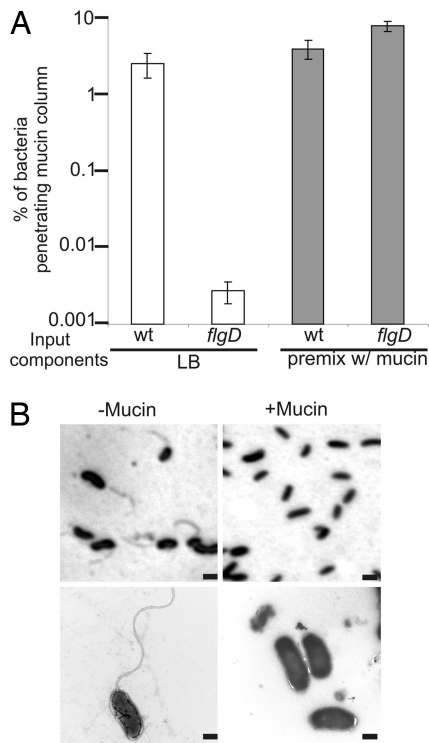 A
% of bacteria
penetrating mucin column
10
1
0.1
0.01
0.001
Input
components
wt flgD wt flgD
LB premix w/ mucin
B
-Mucin +Mucin